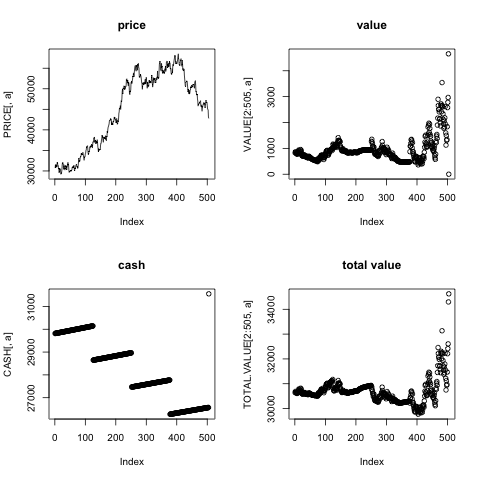 price
PRICE[, a]
30000 40000 50000
0 100 200 300 400 500
Index
value
VALUE[2:505, a]
0 1000 3000
0 100 200 300 400 500
Index
cash
CASH[, a]
27000 29000 31000
0 100 200 300 400 500
Index
total value
TOTAL.VALUE[2:505, a]
30000 32000 34000
0 100 200 300 400 500
Index